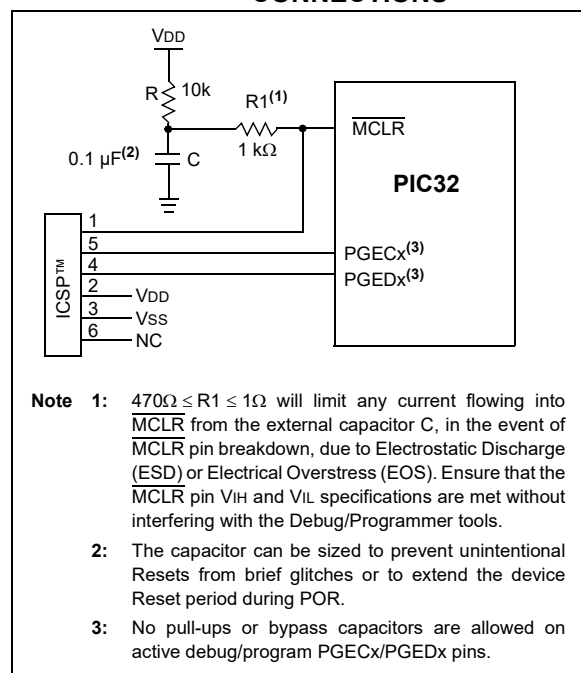 CONNECTIONS
VDD
R 10k
R1(1)
1 kΩ
0.1 µF(2) C
MCLR
PIC32
PGECx(3)
PGEDx(3)
ICSP™
1
5
4
2 VDD
3 VSS
6 NC
Note 1: 470Ω ≤ R1 ≤ 1Ω will limit any current flowing into
MCLR from the external capacitor C, in the event of
MCLR pin breakdown, due to Electrostatic Discharge
(ESD) or Electrical Overstress (EOS). Ensure that the
MCLR pin VIH and VIL specifications are met without
interfering with the Debug/Programmer tools.
2: The capacitor can be sized to prevent unintentional
Resets from brief glitches or to extend the device
Reset period during POR.
3: No pull-ups or bypass capacitors are allowed on
active debug/program PGECx/PGEDx pins.